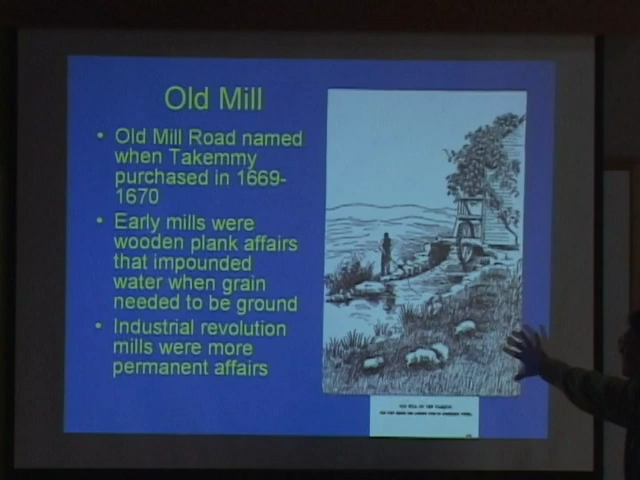 Old Mill
• Old Mill Road named
when Takemmy
purchased in 1669-
1670
• Early mills were
wooden plank affairs
that impounded
water when grain
needed to be ground
• Industrial revolution
mills were more
permanent affairs